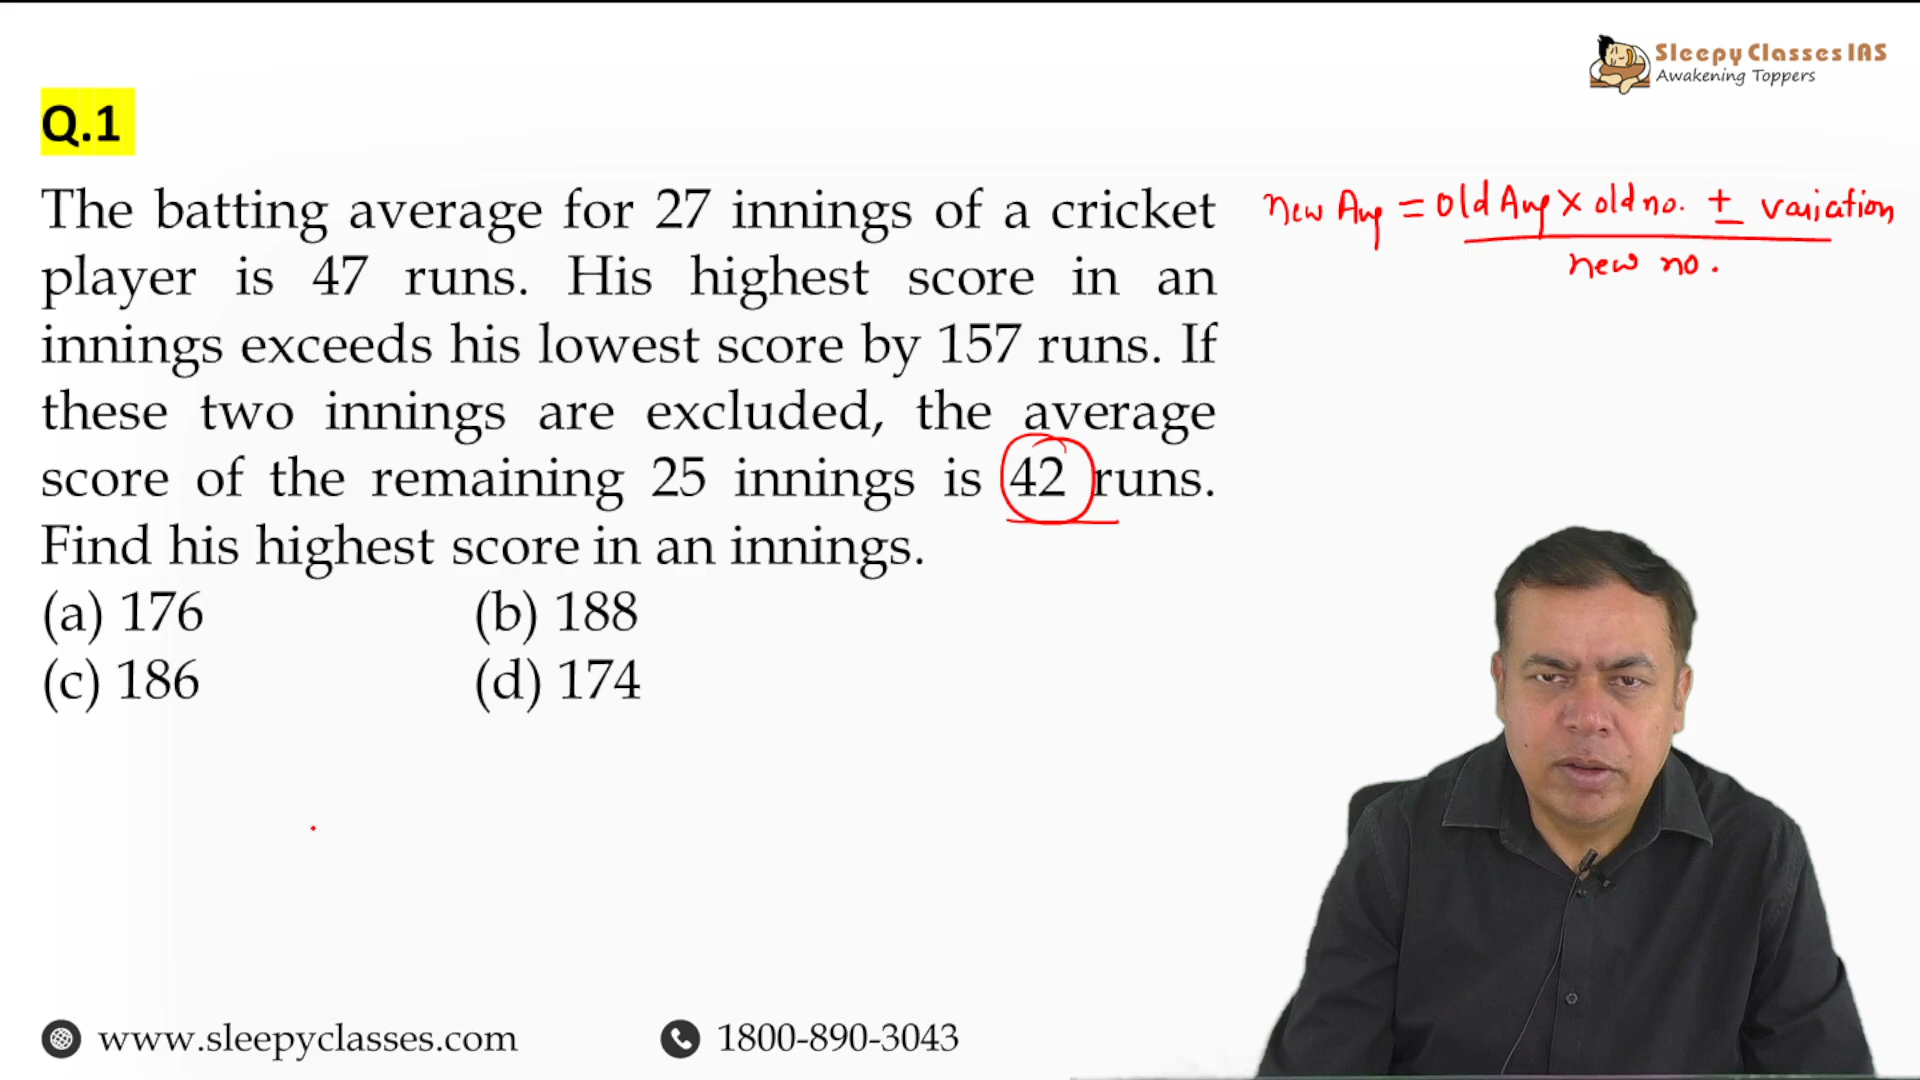 Sleepy Classes IAS
Awakening Toppers
Q.1
The batting average for 27 innings of a cricket
player is 47 runs. His highest score in an
innings exceeds his lowest score by 157 runs. If
these two innings are excluded, the average
score of the remaining 25 innings is 42 runs.
Find his highest score in an innings.
(a) 176 (b) 188
(c) 186 (d) 174
new Avg = old Avg x old no. ± variation
new no.
www.sleepyclasses.com 1800-890-3043